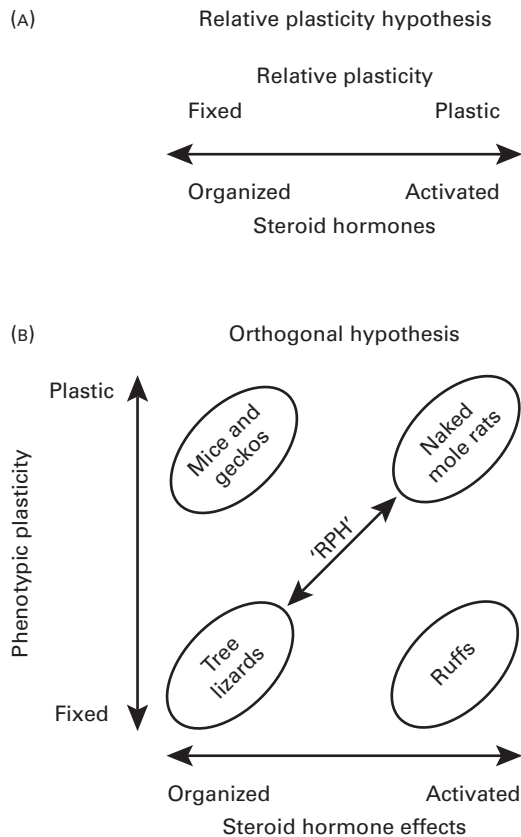 (A) Relative plasticity hypothesis
Relative plasticity
Fixed Plastic
Organized Activated
Steroid hormones
(B) Orthogonal hypothesis
Plastic
Phenotypic plasticity
Fixed
Mice and
geckos
Naked
mole rats
'RPH'
Tree
lizards
Ruffs
Organized Activated
Steroid hormone effects